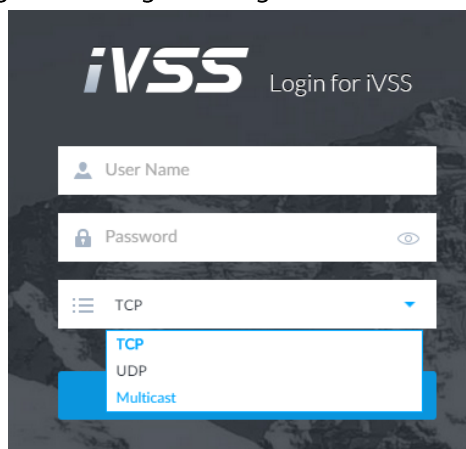 iVSS Login for iVSS
User Name
Password
TCP
TCP
UDP
Multicast